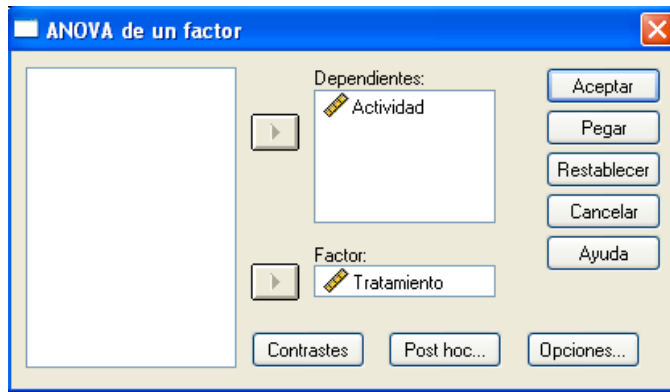 ANOVA de un factor
Dependientes:
Actividad
Factor:
Tratamiento
Aceptar
Pegar
Restablecer
Cancelar
Ayuda
Contrastes
Post hoc...
Opciones...